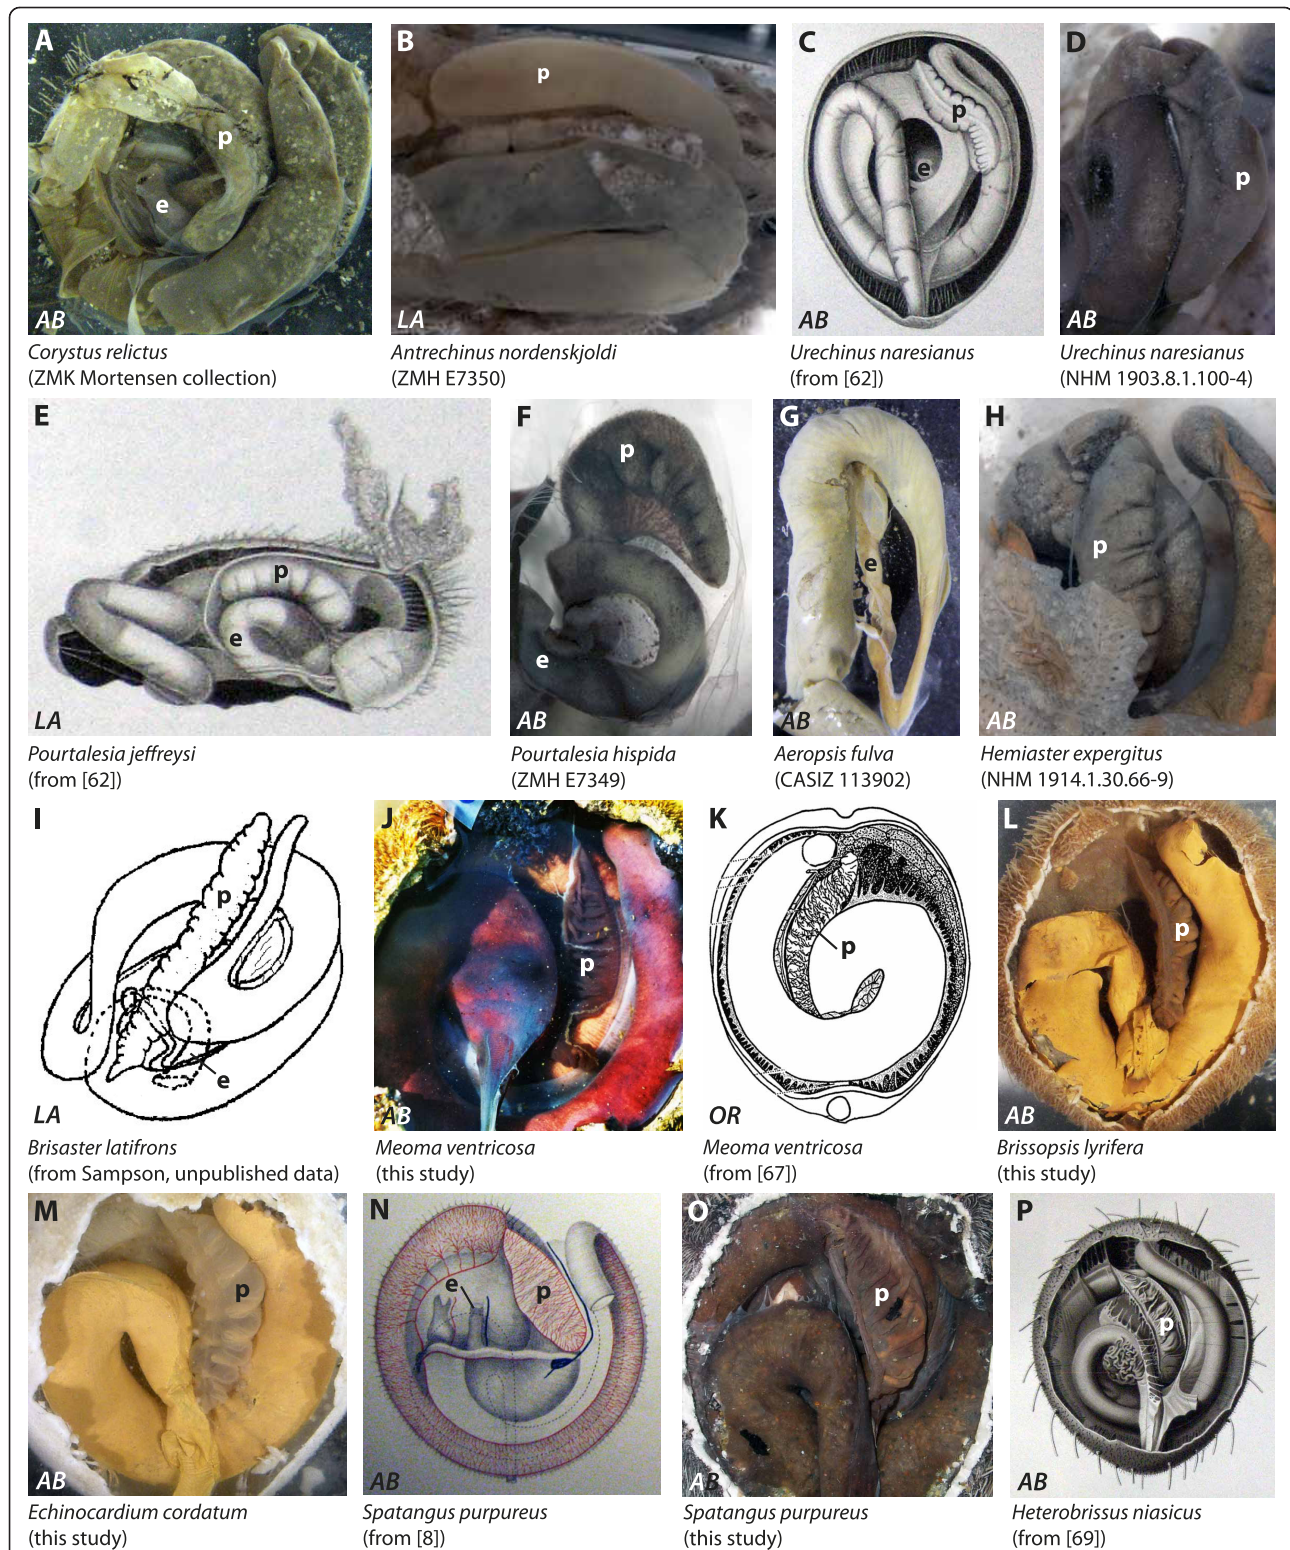 A
p
e
AB
Corystus relictus
(ZMK Mortensen collection)
B
p
LA
Antrechinus nordenskjoldi
(ZMH E7350)
C
p
e
AB
Urechinus naresianus
(from [62])
D
p
AB
Urechinus naresianus
(NHM 1903.8.1.100-4)
E
p
e
LA
Pourtalesia jeffreysi
(from [62])
F
p
e
AB
Pourtalesia hispida
(ZMH E7349)
G
e
AB
Aeropsis fulva
(CASIZ 113902)
H
p
AB
Hemiaster expergitus
(NHM 1914.1.30.66-9)
I
p
e
LA
Brisaster latifrons
(from Sampson, unpublished data)
J
p
AB
Meoma ventricosa
(this study)
K
p
OR
Meoma ventricosa
(from [67])
L
p
AB
Brissopsis lyrifera
(this study)
M
p
AB
Echinocardium cordatum
(this study)
N
e
p
AB
Spatangus purpureus
(from [8])
O
p
AB
Spatangus purpureus
(this study)
P
p
AB
Heterobrissus niasicus
(from [69])